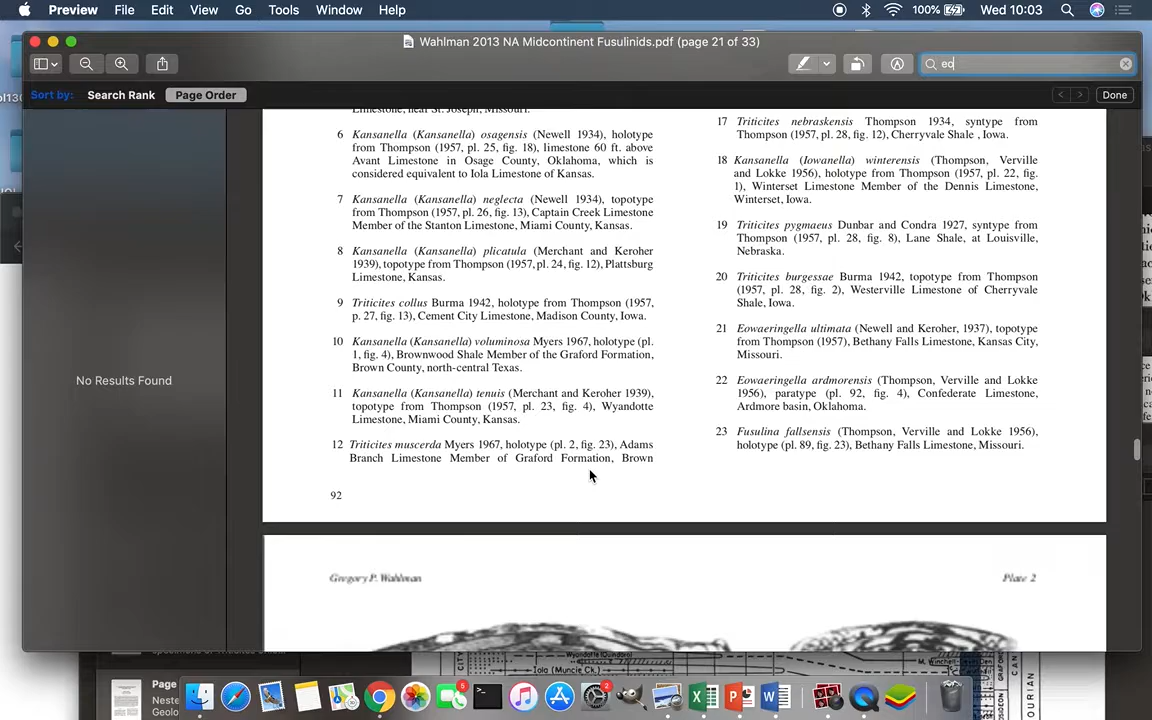 Preview File Edit View Go Tools Window Help 100% Wed 10:03
Wahlman 2013 NA Midcontinent Fusulinids.pdf (page 21 of 33)
eo
Sort by: Search Rank Page Order Done
No Results Found
Limestone, near St. Joseph, Missouri.
6 Kansanella (Kansanella) osagensis (Newell 1934), holotype
from Thompson (1957, pl. 25, fig. 18), limestone 60 ft. above
Avant Limestone in Osage County, Oklahoma, which is
considered equivalent to Iola Limestone of Kansas.
7 Kansanella (Kansanella) neglecta (Newell 1934), topotype
from Thompson (1957, pl. 26, fig. 13), Captain Creek Limestone
Member of the Stanton Limestone, Miami County, Kansas.
8 Kansanella (Kansanella) plicatula (Merchant and Keroher
1939), topotype from Thompson (1957, pl. 24, fig. 12), Plattsburg
Limestone, Kansas.
9 Triticites collus Burma 1942, holotype from Thompson (1957,
p. 27, fig. 13), Cement City Limestone, Madison County, Iowa.
10 Kansanella (Kansanella) voluminosa Myers 1967, holotype (pl.
1, fig. 4), Brownwood Shale Member of the Graford Formation,
Brown County, north-central Texas.
11 Kansanella (Kansanella) tenuis (Merchant and Keroher 1939),
topotype from Thompson (1957, pl. 23, fig. 4), Wyandotte
Limestone, Miami County, Kansas.
12 Triticites muscerda Myers 1967, holotype (pl. 2, fig. 23), Adams
Branch Limestone Member of Graford Formation, Brown
17 Triticites nebraskensis Thompson 1934, syntype from
Thompson (1957, pl. 28, fig. 12), Cherryvale Shale , Iowa.
18 Kansanella (Iowanella) winterensis (Thompson, Verville
and Lokke 1956), holotype from Thompson (1957, pl. 22, fig.
1), Winterset Limestone Member of the Dennis Limestone,
Winterset, Iowa.
19 Triticites pygmaeus Dunbar and Condra 1927, syntype from
Thompson (1957, pl. 28, fig. 8), Lane Shale, at Louisville,
Nebraska.
20 Triticites burgessae Burma 1942, topotype from Thompson
(1957, pl. 28, fig. 2), Westerville Limestone of Cherryvale
Shale, Iowa.
21 Eowaeringella ultimata (Newell and Keroher, 1937), topotype
from Thompson (1957), Bethany Falls Limestone, Kansas City,
Missouri.
22 Eowaeringella ardmorensis (Thompson, Verville and Lokke
1956), paratype (pl. 92, fig. 4), Confederate Limestone,
Ardmore basin, Oklahoma.
23 Fusulina fallsensis (Thompson, Verville and Lokke 1956),
holotype (pl. 89, fig. 23), Bethany Falls Limestone, Missouri.
92
Gregory P. Wahlman Plate 2
Wyandotte
Iola (Muncie Ck.)
CITY
Page
Neste
Geolo
5
2